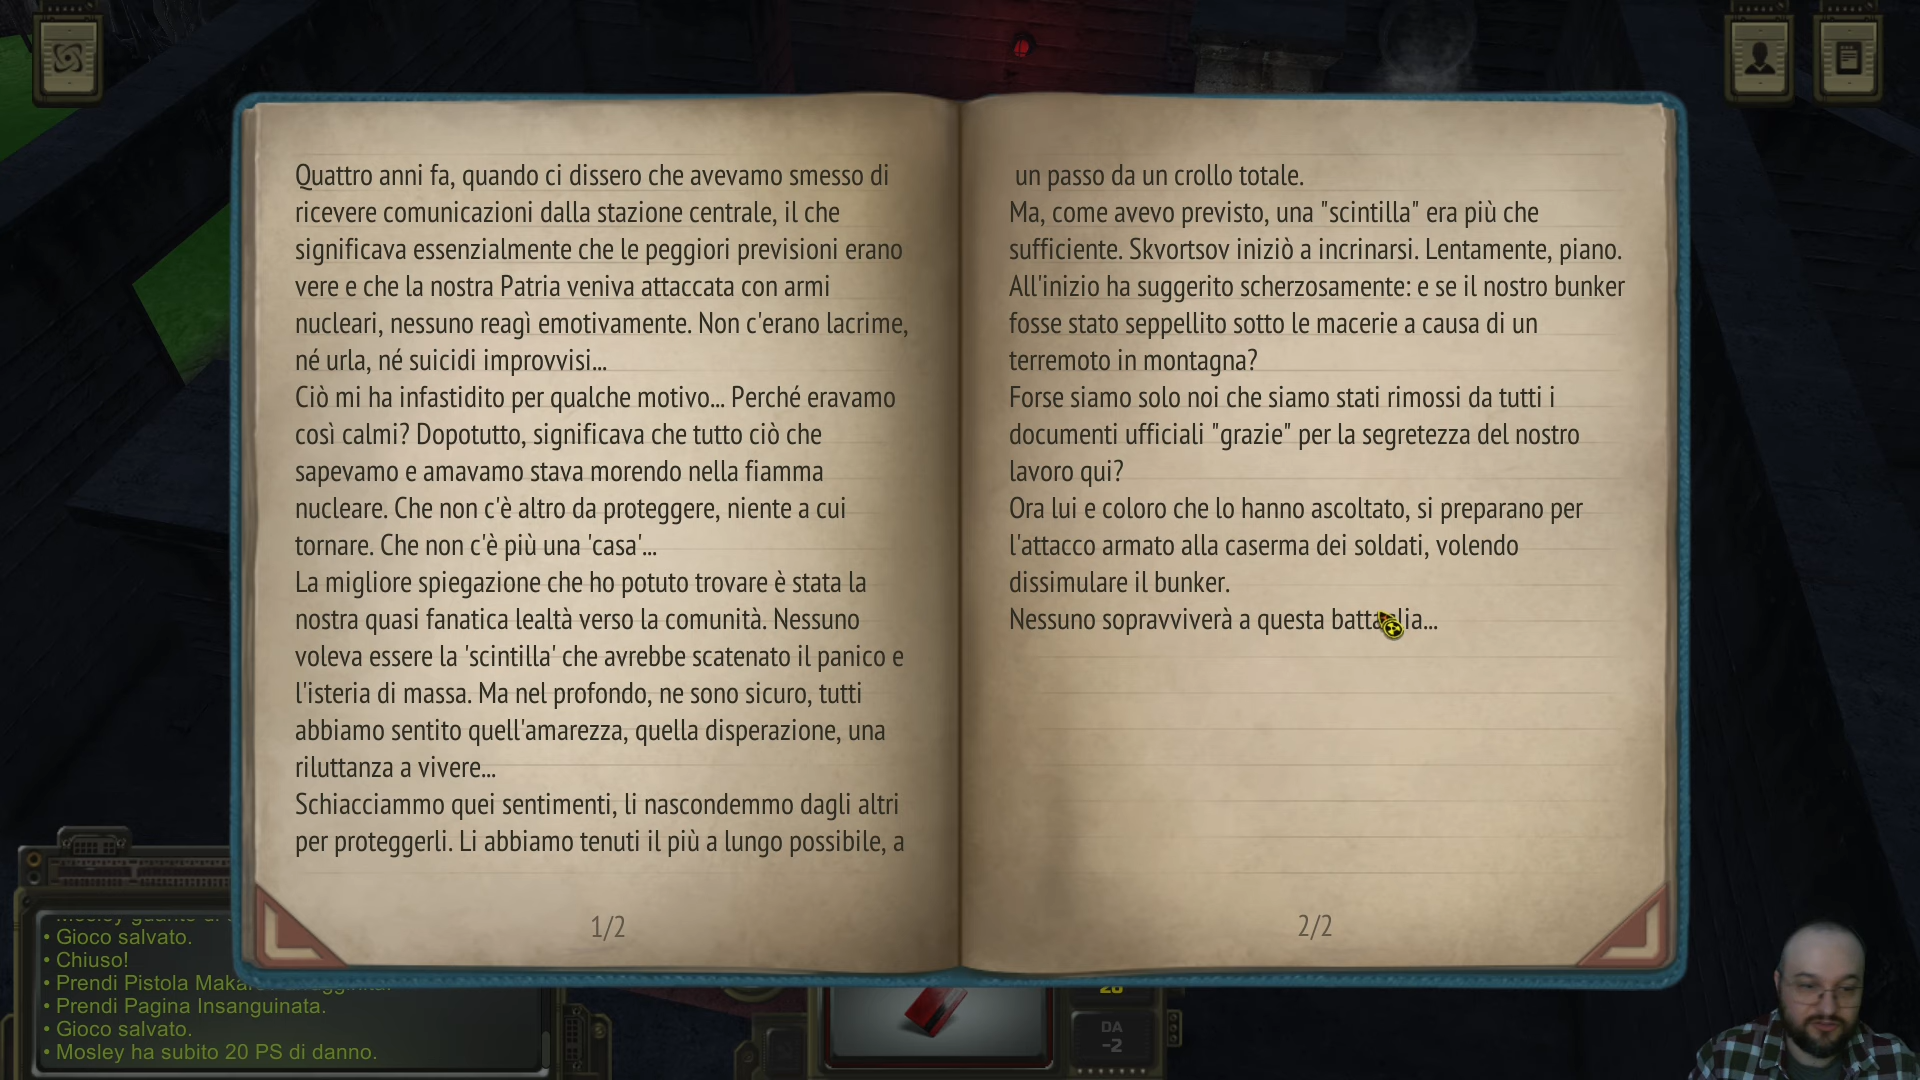 Quattro anni fa, quando ci dissero che avevamo smesso di
ricevere comunicazioni dalla stazione centrale, il che
significava essenzialmente che le peggiori previsioni erano
vere e che la nostra Patria veniva attaccata con armi
nucleari, nessuno reagì emotivamente. Non c'erano lacrime,
né urla, né suicidi improvvisi...
Ciò mi ha infastidito per qualche motivo... Perché eravamo
così calmi? Dopotutto, significava che tutto ciò che
sapevamo e amavamo stava morendo nella fiamma
nucleare. Che non c'è altro da proteggere, niente a cui
tornare. Che non c'è più una 'casa'...
La migliore spiegazione che ho potuto trovare è stata la
nostra quasi fanatica lealtà verso la comunità. Nessuno
voleva essere la 'scintilla' che avrebbe scatenato il panico e
l'isteria di massa. Ma nel profondo, ne sono sicuro, tutti
abbiamo sentito quell'amarezza, quella disperazione, una
riluttanza a vivere...
Schiacciammo quei sentimenti, li nascondemmo dagli altri
per proteggerli. Li abbiamo tenuti il più a lungo possibile, a
1/2
un passo da un crollo totale.
Ma, come avevo previsto, una "scintilla" era più che
sufficiente. Skvortsov iniziò a incrinarsi. Lentamente, piano.
All'inizio ha suggerito scherzosamente: e se il nostro bunker
fosse stato seppellito sotto le macerie a causa di un
terremoto in montagna?
Forse siamo solo noi che siamo stati rimossi da tutti i
documenti ufficiali "grazie" per la segretezza del nostro
lavoro qui?
Ora lui e coloro che lo hanno ascoltato, si preparano per
l'attacco armato alla caserma dei soldati, volendo
dissimulare il bunker.
Nessuno sopravviverà a questa battaglia...
2/2
• Gioco salvato.
• Chiuso!
• Prendi Pistola
• Prendi Pagina Insanguinata.
• Gioco salvato.
• Mosley ha subito 20 PS di danno.
DA
-2